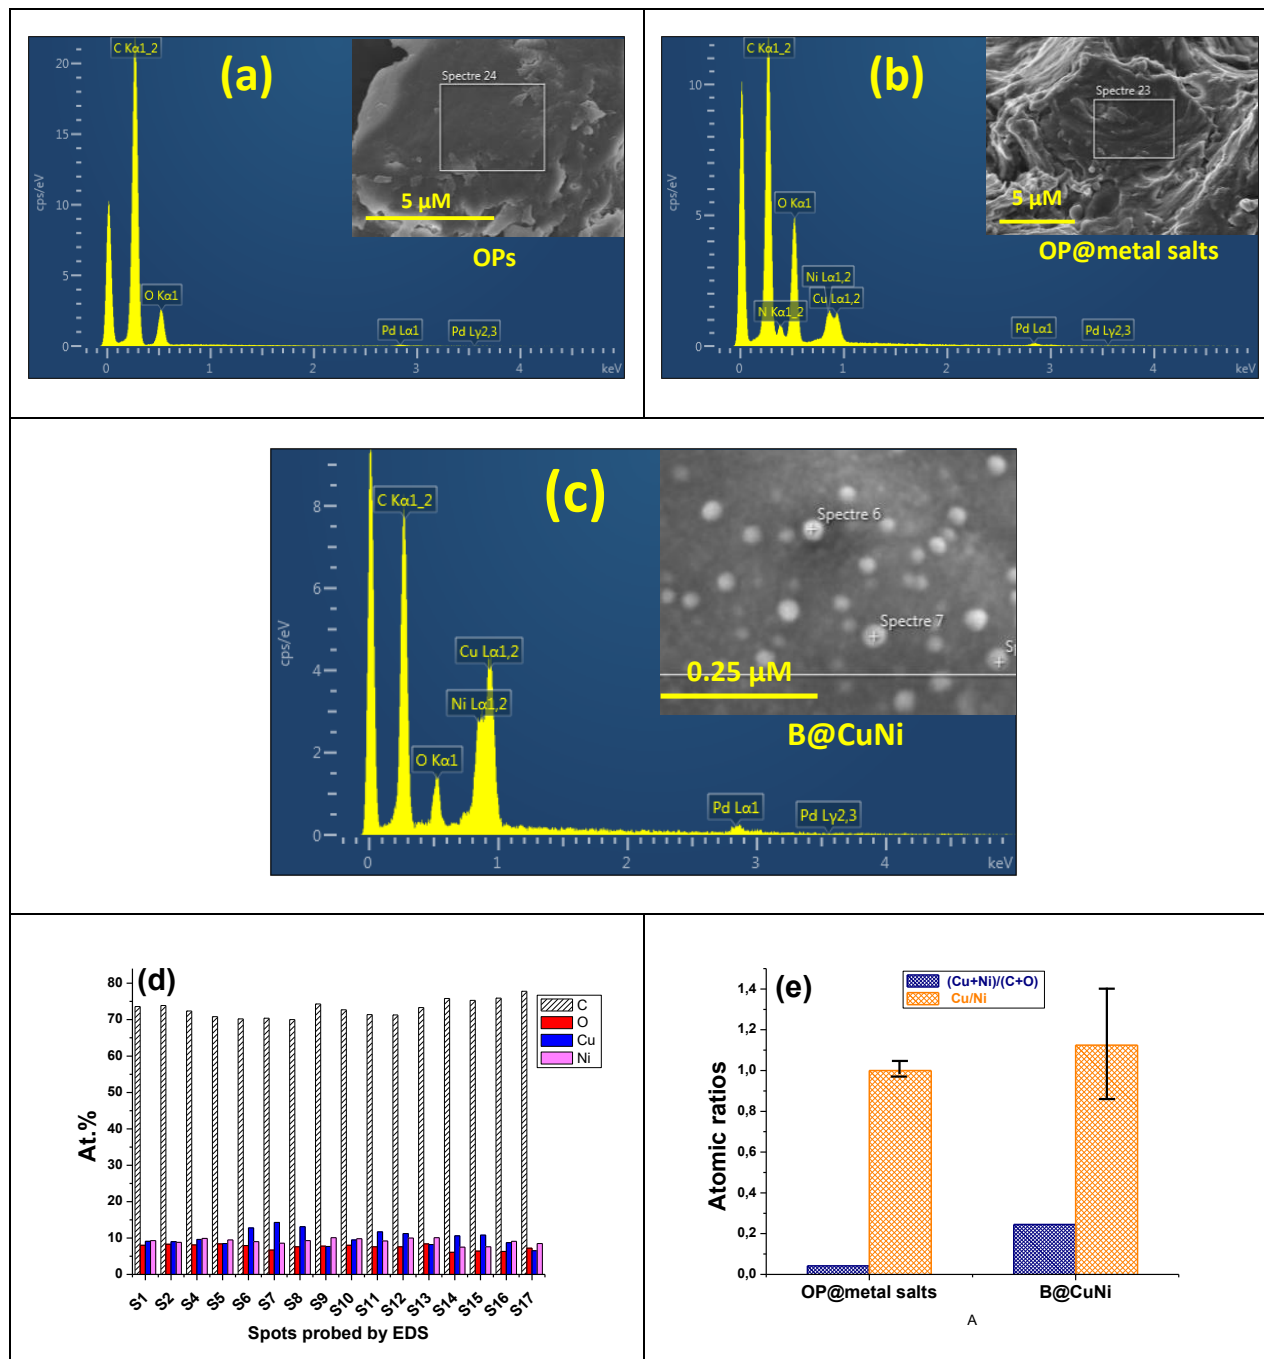 (a)
C Kα1_2
20
15
10
5
0
cps/eV
O Kα1
Pd Lα1
Pd Lγ2,3
0 1 2 3 4 keV
Spectre 24
5 μM
OPs
(b)
C Kα1_2
10
5
0
cps/eV
O Kα1
Ni Lα1,2
Cu Lα1,2
N Kα1_2
Pd Lα1
Pd Lγ2,3
0 1 2 3 4 keV
Spectre 23
5 μM
OP@metal salts
(c)
C Kα1_2
8
6
4
2
0
cps/eV
Cu Lα1,2
Ni Lα1,2
O Kα1
Pd Lα1
Pd Lγ2,3
0 1 2 3 4 keV
Spectre 6
Spectre 7
0.25 μM
B@CuNi
(d)
80
70
60
50
40
30
20
10
0
At.%
C
O
Cu
Ni
S1 S2 S4 S5 S6 S7 S8 S9 S10 S11 S12 S13 S14 S15 S16 S17
Spots probed by EDS
(e)
(Cu+Ni)/(C+O)
Cu/Ni
1,4
1,2
1,0
0,8
0,6
0,4
0,2
0,0
Atomic ratios
OP@metal salts B@CuNi
A